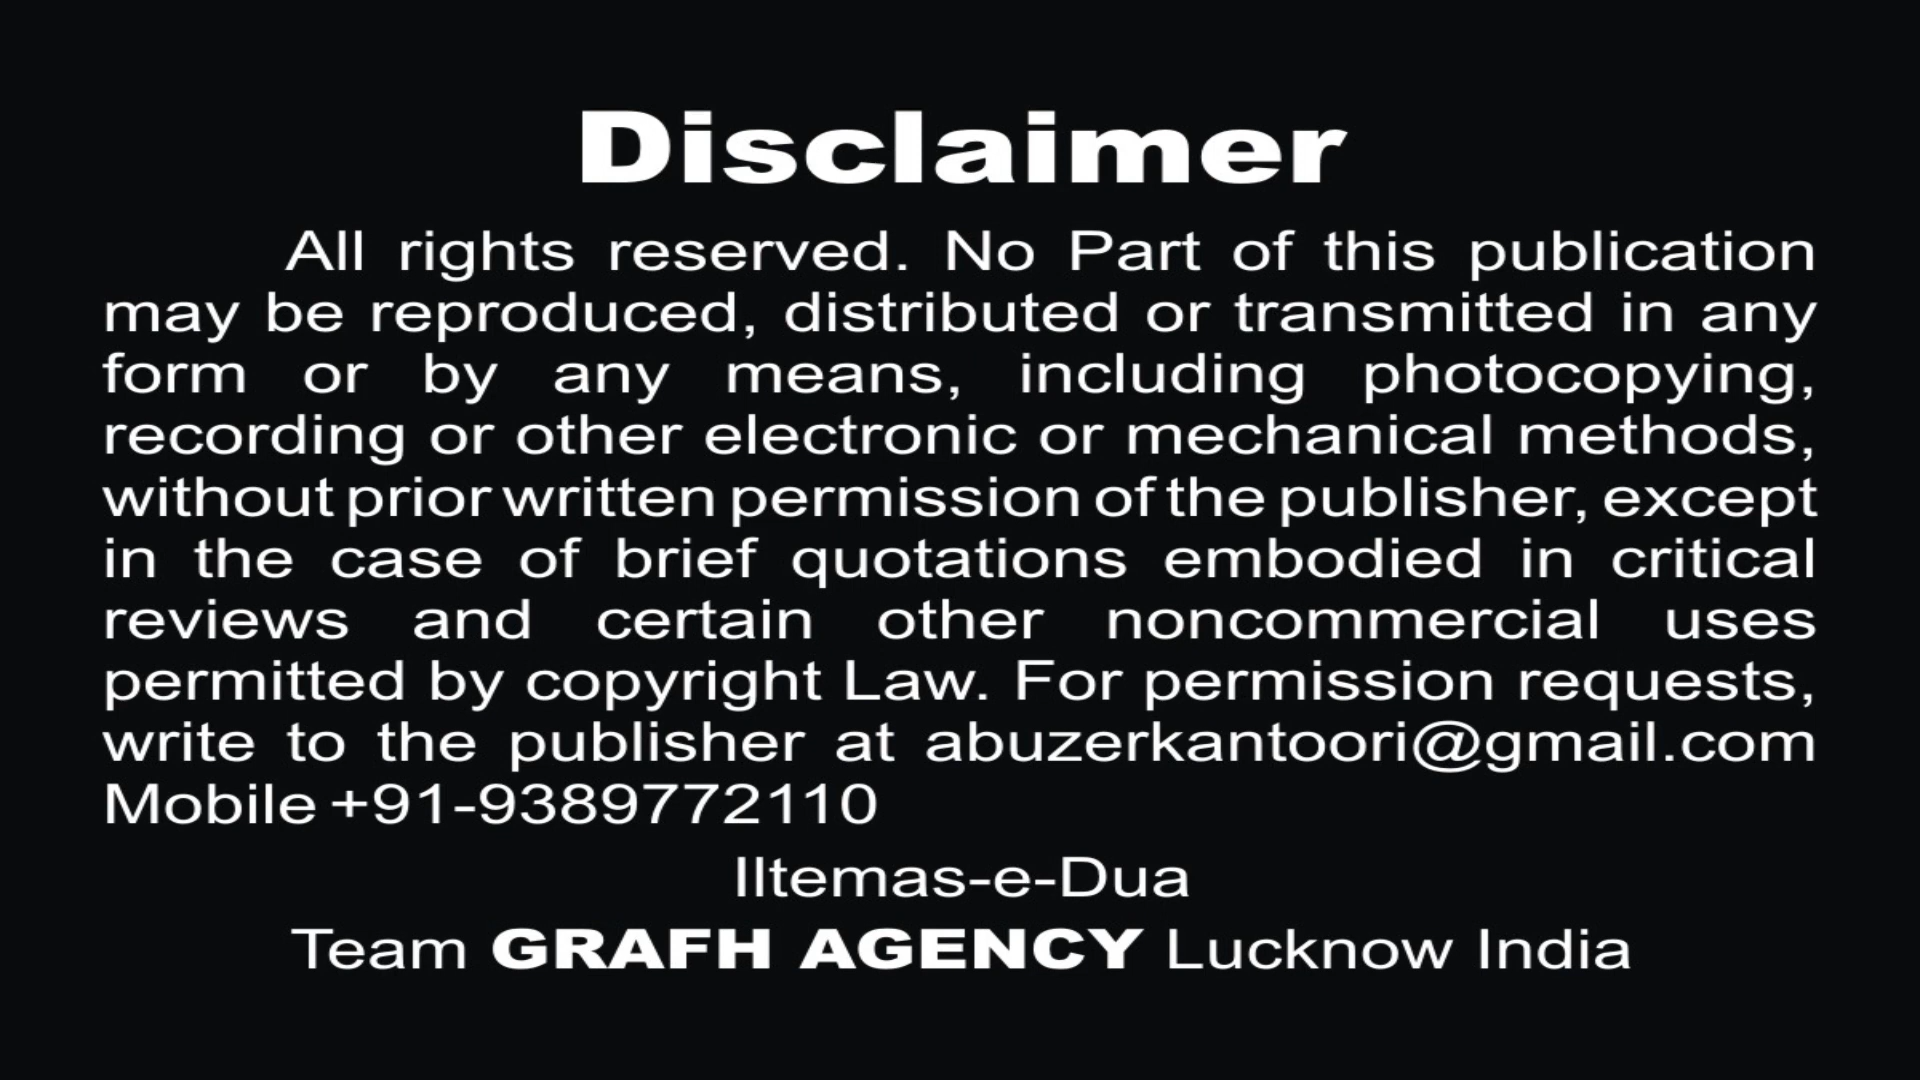 Disclaimer
All rights reserved. No Part of this publication
may be reproduced, distributed or transmitted in any
form or by any means, including photocopying,
recording or other electronic or mechanical methods,
without prior written permission of the publisher, except
in the case of brief quotations embodied in critical
reviews and certain other noncommercial uses
permitted by copyright Law. For permission requests,
write to the publisher at abuzerkantoori@gmail.com
Mobile +91-9389772110
Iltemas-e-Dua
Team GRAFH AGENCY Lucknow India